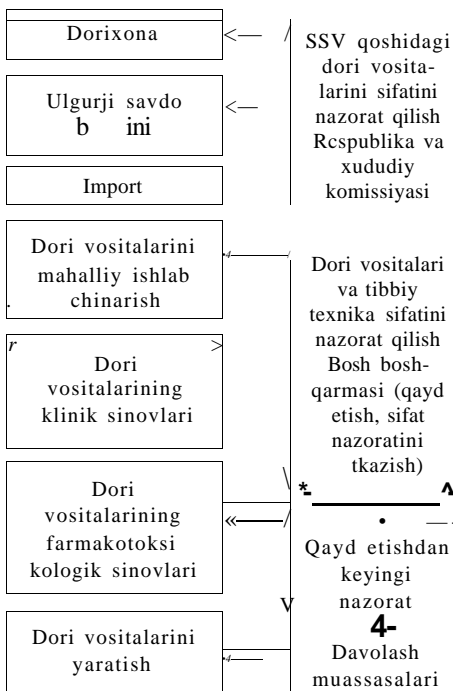 Dorixona
Ulgurji savdo
b ini
Import
Dori vositalarini
mahalliy ishlab
chinarish
Dori
vositalarining
klinik sinovlari
Dori
vositalarining
farmakotoksi
kologik sinovlari
Dori vositalarini
yaratish
SSV qoshidagi
dori vosita-
larini sifatini
nazorat qilish
Rcspublika va
xududiy
komissiyasi
Dori vositalari
va tibbiy
texnika sifatini
nazorat qilish
Bosh bosh-
qarmasi (qayd
etish, sifat
nazoratini
tkazish)
Qayd etishdan
keyingi
nazorat
4-
Davolash
muassasalari